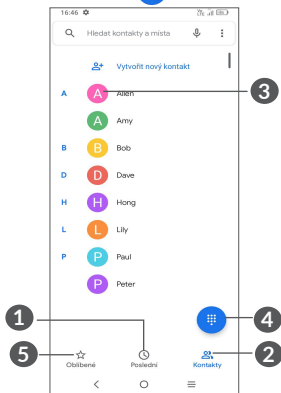 16:46
Hledat kontakty a místa
Vytvořit nový kontakt
A A Allen
A Amy
B B Bob
D D Dave
H H Hong
L L Lily
P P Paul
P Peter
3
1
4
5
2
Oblíbené Poslední Kontakty